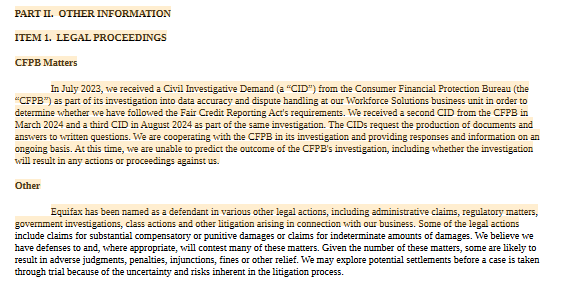 PART II. OTHER INFORMATION
ITEM 1. LEGAL PROCEEDINGS
CFPB Matters
In July 2023, we received a Civil Investigative Demand (a “CID”) from the Consumer Financial Protection Bureau (the
“CFPB”) as part of its investigation into data accuracy and dispute handling at our Workforce Solutions business unit in order to
determine whether we have followed the Fair Credit Reporting Act's requirements. We received a second CID from the CFPB in
March 2024 and a third CID in August 2024 as part of the same investigation. The CIDs request the production of documents and
answers to written questions. We are cooperating with the CFPB in its investigation and providing responses and information on an
ongoing basis. At this time, we are unable to predict the outcome of the CFPB's investigation, including whether the investigation
will result in any actions or proceedings against us.
Other
Equifax has been named as a defendant in various other legal actions, including administrative claims, regulatory matters,
government investigations, class actions and other litigation arising in connection with our business. Some of the legal actions
include claims for substantial compensatory or punitive damages or claims for indeterminate amounts of damages. We believe we
have defenses to and, where appropriate, will contest many of these matters. Given the number of these matters, some are likely to
result in adverse judgments, penalties, injunctions, fines or other relief. We may explore potential settlements before a case is taken
through trial because of the uncertainty and risks inherent in the litigation process.